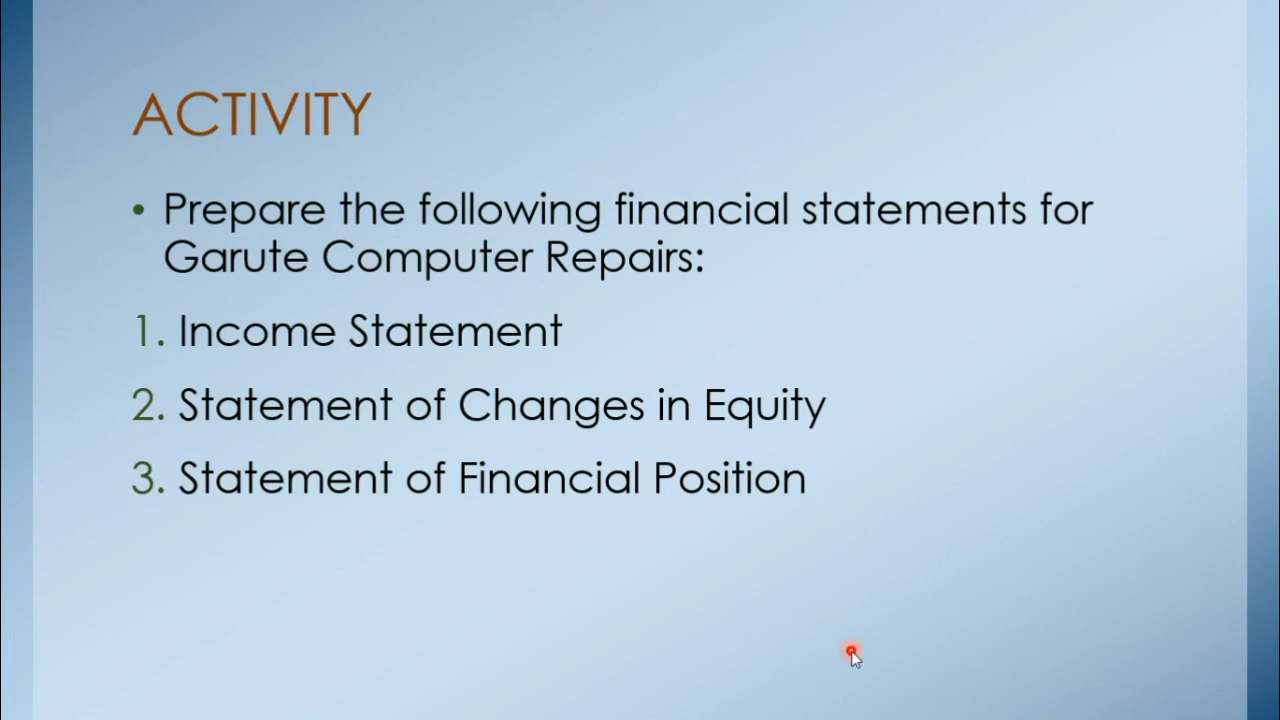 ACTIVITY
• Prepare the following financial statements for
Garute Computer Repairs:
1. Income Statement
2. Statement of Changes in Equity
3. Statement of Financial Position